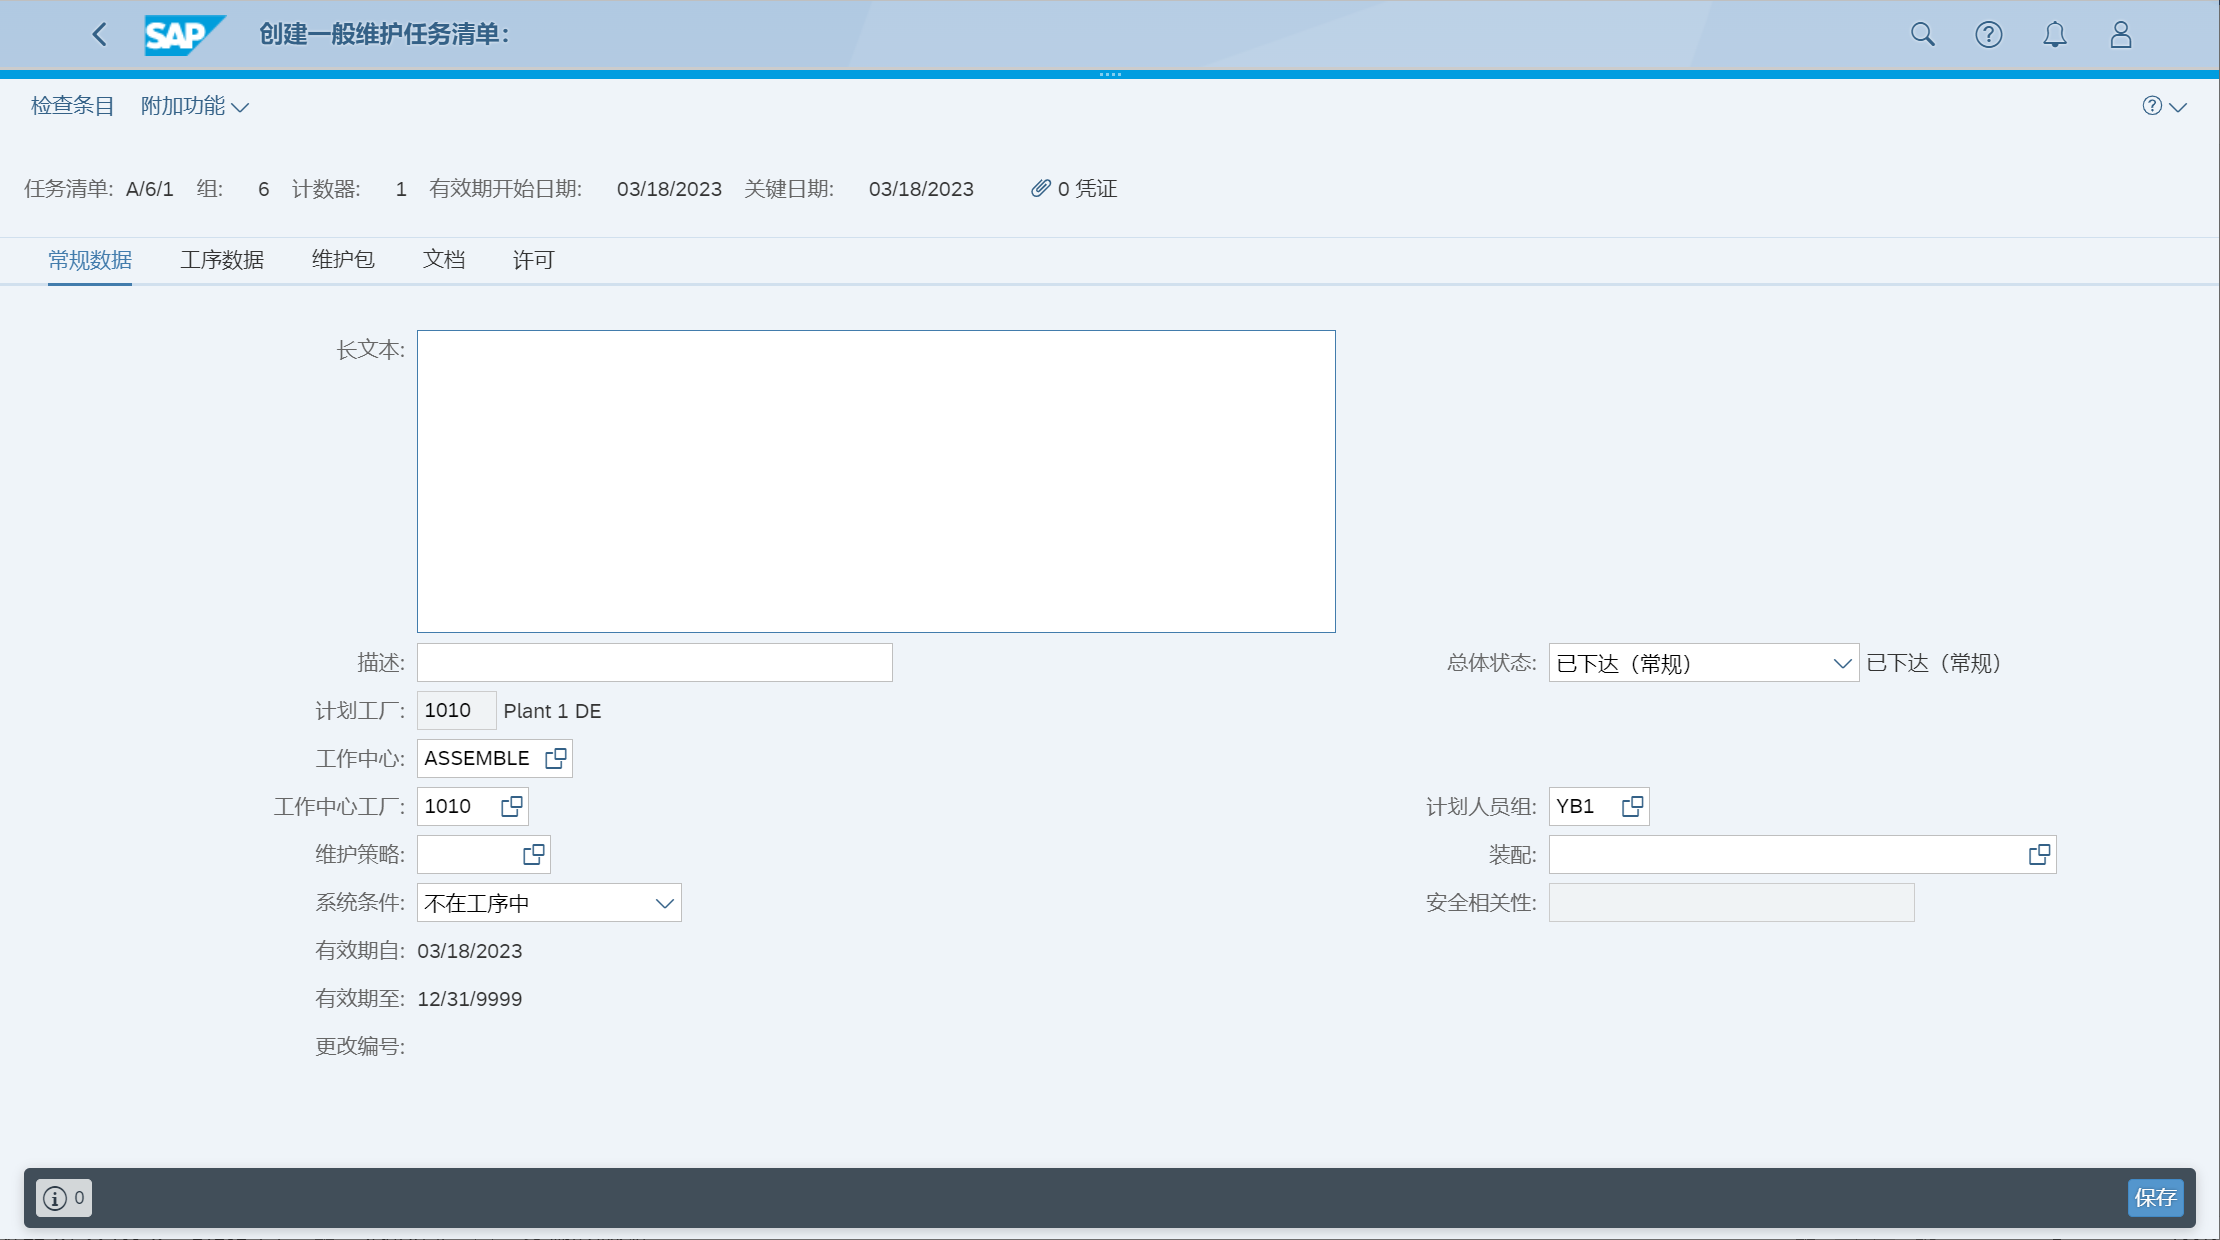 SAP 创建一般维护任务清单:
检查条目 附加功能
任务清单: A/6/1 组: 6 计数器: 1 有效期开始日期: 03/18/2023 关键日期: 03/18/2023 0 凭证
常规数据 工序数据 维护包 文档 许可
长文本:
描述: 总体状态: 已下达（常规） 已下达（常规）
计划工厂: 1010 Plant 1 DE
工作中心: ASSEMBLE
工作中心工厂: 1010 计划人员组: YB1
维护策略: 装配:
系统条件: 不在工序中 安全相关性:
有效期自: 03/18/2023
有效期至: 12/31/9999
更改编号:
0 保存